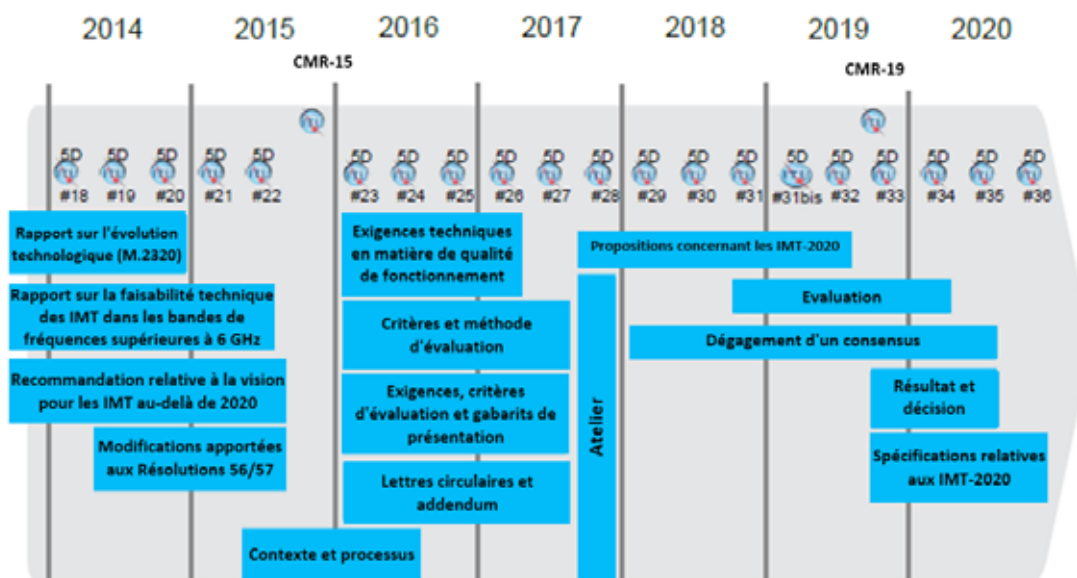 2014 2015 2016 2017 2018 2019 2020
CMR-15
CMR-19
5D 5D 5D 5D 5D 5D 5D 5D 5D 5D 5D 5D 5D 5D 5D 5D 5D 5D 5D 5D
#18 #19 #20 #21 #22 #23 #24 #25 #26 #27 #28 #29 #30 #31 #31bis #32 #33 #34 #35 #36
Rapport sur l'évolution
technologique (M.2320)
Rapport sur la faisabilité technique
des IMT dans les bandes de
fréquences supérieures à 6 GHz
Recommandation relative à la vision
pour les IMT au-delà de 2020
Modifications apportées
aux Résolutions 56/57
Contexte et processus
Exigences techniques
en matière de qualité
de fonctionnement
Critères et méthode
d'évaluation
Exigences, critères
d'évaluation et gabarits de
présentation
Lettres circulaires et
addendum
Atelier
Propositions concernant les IMT-2020
Evaluation
Dégagement d'un consensus
Résultat et
décision
Spécifications relatives
aux IMT-2020